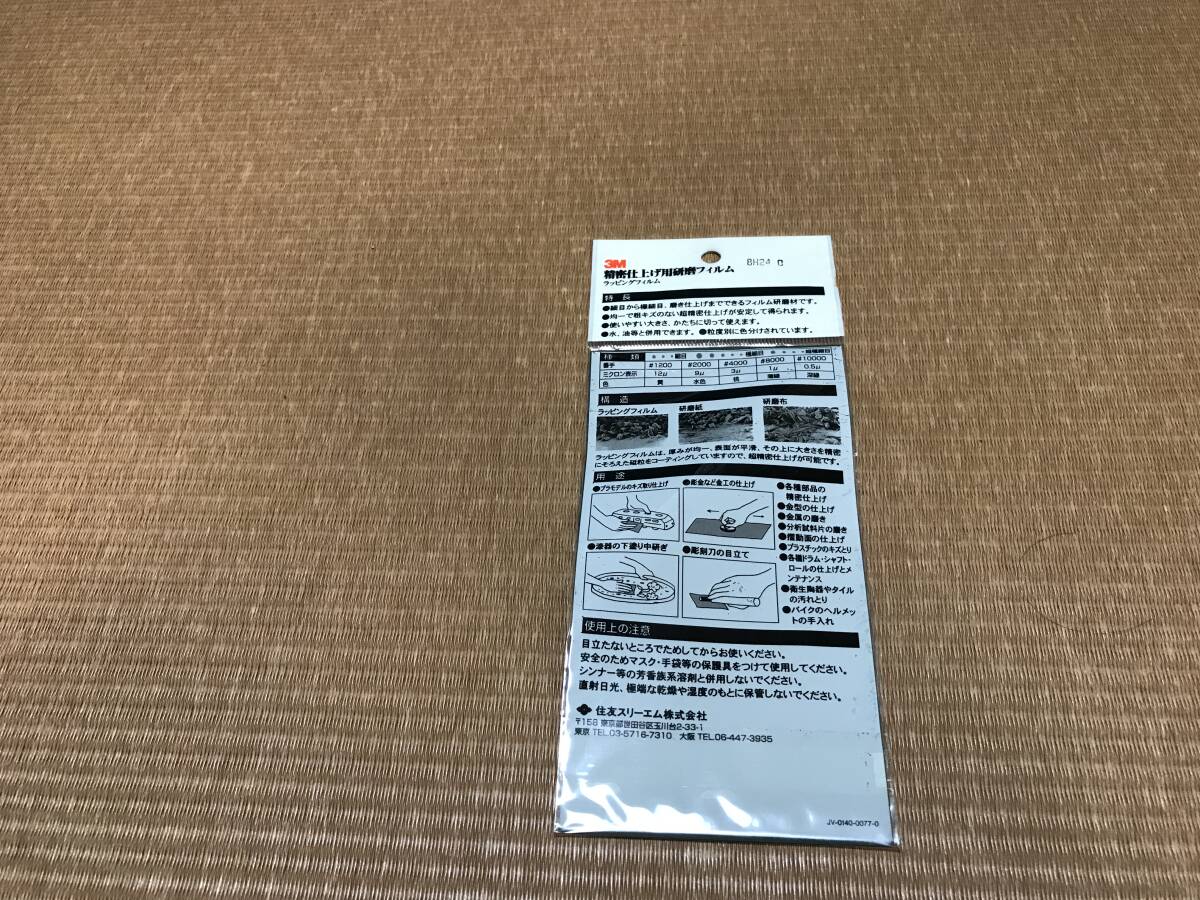 3M
8H24
精密仕上げ用研磨フィルム
ラッピングフィルム
特長
●細目から極細目、磨き仕上げまでできるフィルム研磨材です。
●均一で粗キズのない超精密仕上げが安定して得られます。
●使いやすい大きさ、かたちに切って使えます。
●水、油等と併用できます。●粒度別に色分けされています。
種類 細目 極細目 超極細目
番手 #1200 #2000 #4000 #8000 #10000
ミクロン表示 12μ 9μ 3μ 1μ 0.5μ
色 黄 水色 桃 薄緑 深緑
構造
ラッピングフィルム 研磨紙 研磨布
ラッピングフィルムは、厚みが均一、表面が平滑、その上に大きさを精密
にそろえた砥粒をコーティングしていますので、超精密仕上げが可能です。
用途
●プラモデルのキズ取り仕上げ
●彫金など金工の仕上げ
●漆器の下塗り中研ぎ
●彫刻刀の目立て
●各種部品の
精密仕上げ
●金型の仕上げ
●金属の磨き
●分析試料片の磨き
●摺動面の仕上げ
●プラスチックのキズとり
●各種ドラム・シャフト・
ロールの仕上げとメ
ンテナンス
●衛生陶器やタイル
の汚れとり
●バイクのヘルメッ
トの手入れ
使用上の注意
目立たないところでためしてからお使いください。
安全のためマスク・手袋等の保護具をつけて使用してください。
シンナー等の芳香族系溶剤と併用しないでください。
直射日光、極端な乾燥や湿度のもとに保管しないでください。
住友スリーエム株式会社
〒158 東京都世田谷区玉川台2-33-1
東京 TEL.03-5716-7310 大阪 TEL.06-447-3935
JV-0140-0077-0